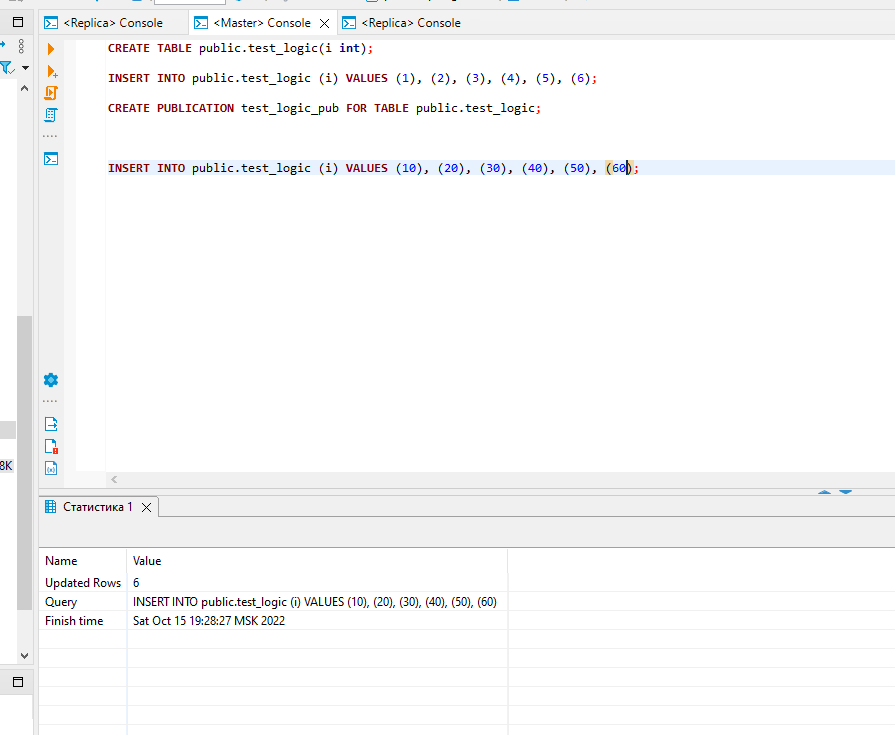 <Replica> Console
<Master> Console
<Replica> Console
CREATE TABLE public.test_logic(i int);
INSERT INTO public.test_logic (i) VALUES (1), (2), (3), (4), (5), (6);
CREATE PUBLICATION test_logic_pub FOR TABLE public.test_logic;
INSERT INTO public.test_logic (i) VALUES (10), (20), (30), (40), (50), (60);
8K
Статистика 1
Name Value
Updated Rows 6
Query INSERT INTO public.test_logic (i) VALUES (10), (20), (30), (40), (50), (60)
Finish time Sat Oct 15 19:28:27 MSK 2022